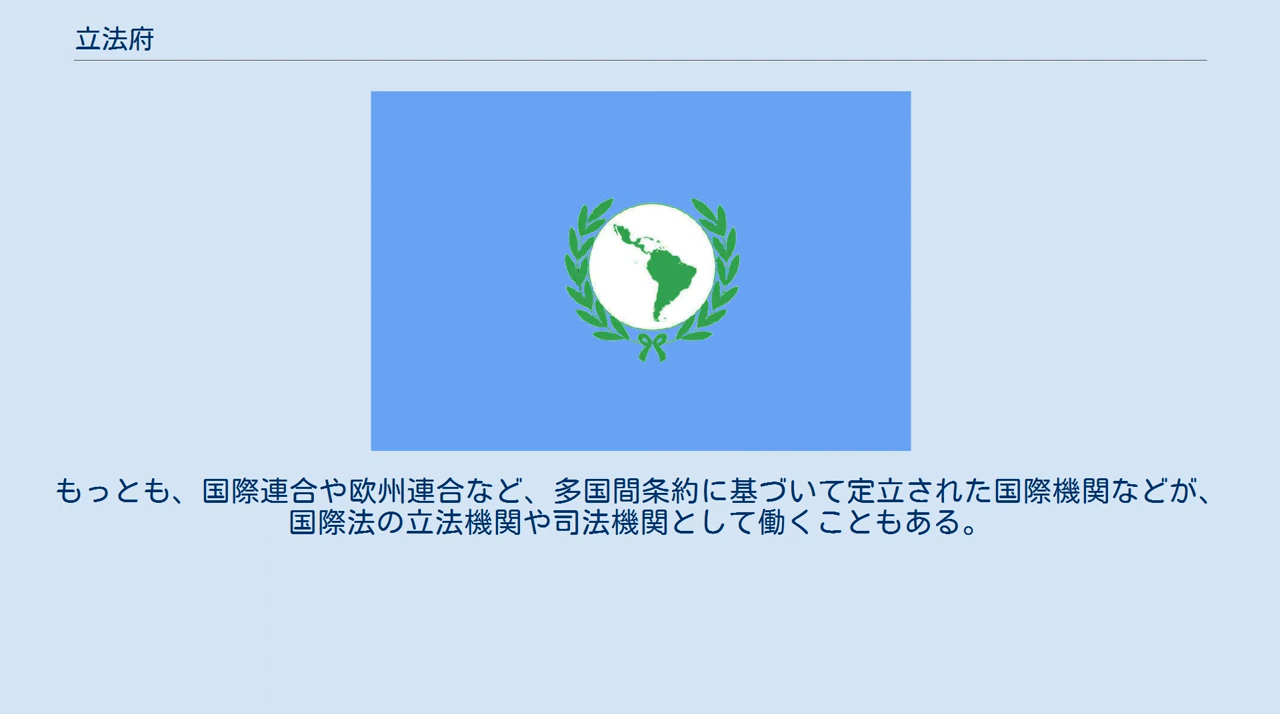 立法府
もっとも、国際連合や欧州連合など、多国間条約に基づいて定立された国際機関などが、
国際法の立法機関や司法機関として働くこともある。